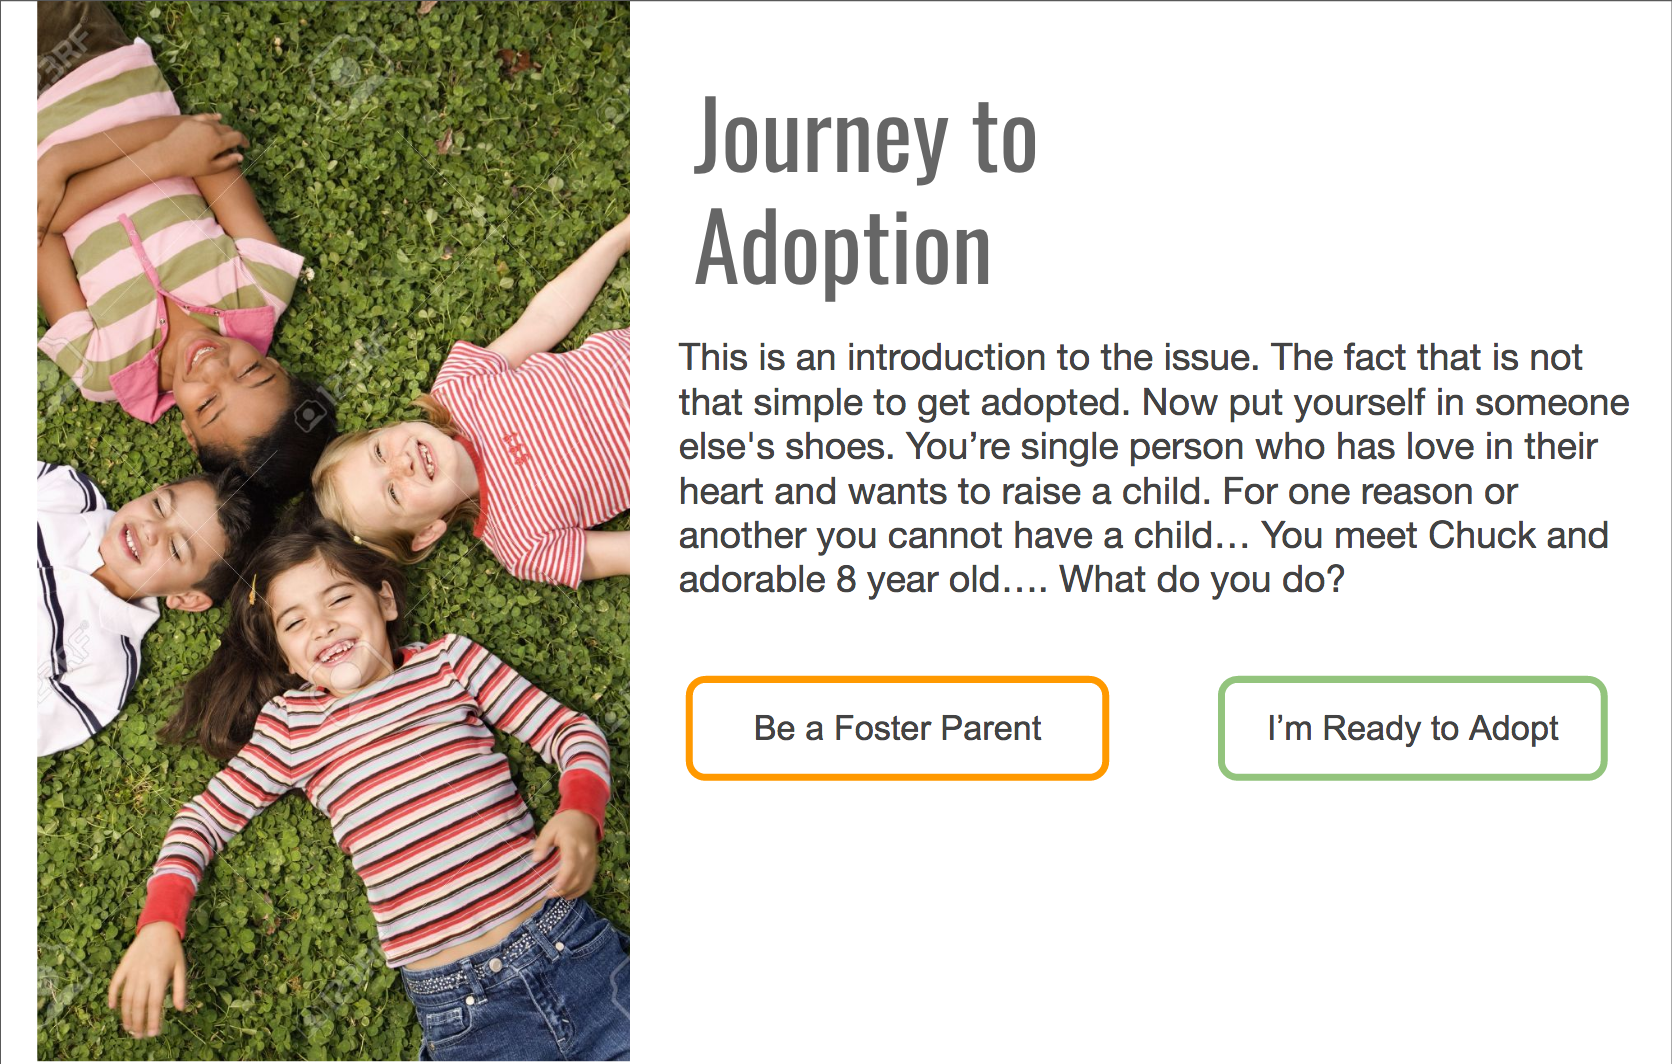 Journey to
Adoption
This is an introduction to the issue. The fact that is not
that simple to get adopted. Now put yourself in someone
else's shoes. You’re single person who has love in their
heart and wants to raise a child. For one reason or
another you cannot have a child… You meet Chuck and
adorable 8 year old…. What do you do?
Be a Foster Parent
I’m Ready to Adopt